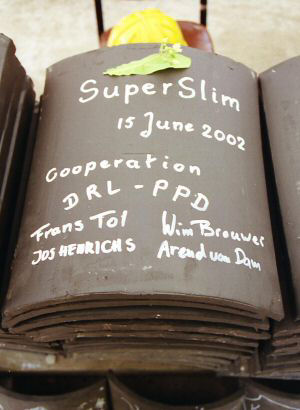 SuperSlim
15 June 2002
Cooperation
DRL - PPD
Frans Tol Wim Brouwer
JOS HENRICHS Arend van Dam